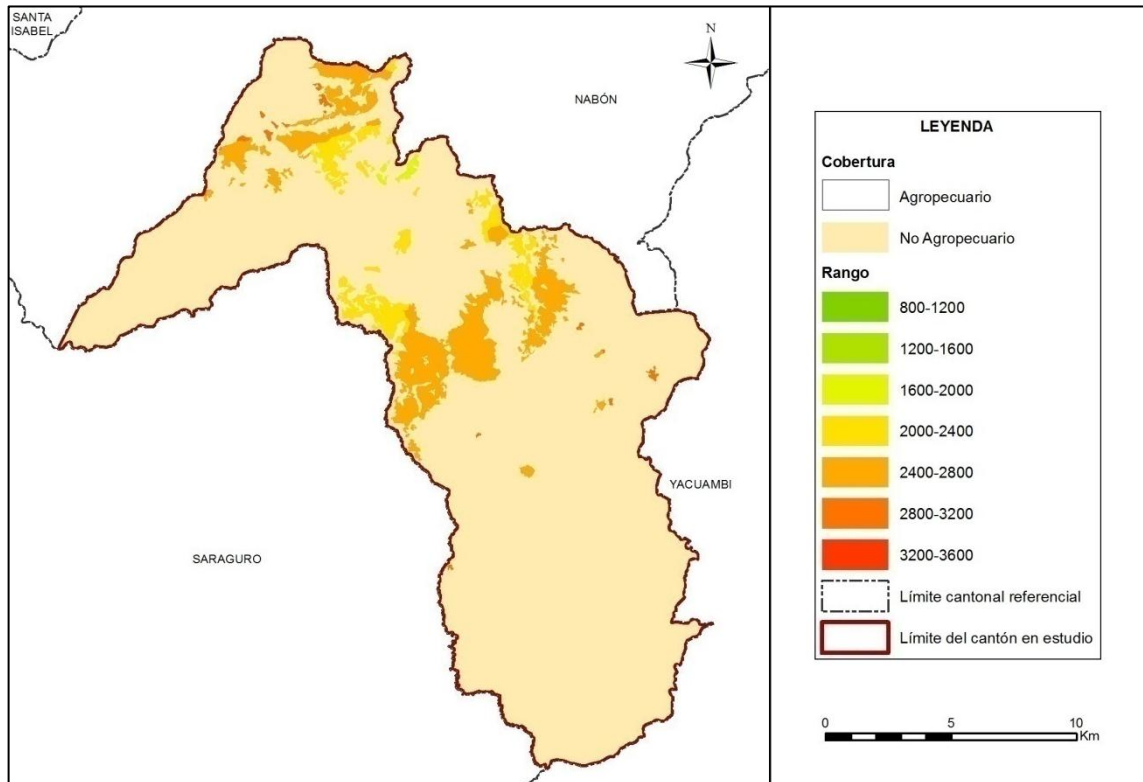 SANTA
ISABEL
N
NABÓN
YACUAMBI
SARAGURO
LEYENDA
Cobertura
Agropecuario
No Agropecuario
Rango
800-1200
1200-1600
1600-2000
2000-2400
2400-2800
2800-3200
3200-3600
Límite cantonal referencial
Límite del cantón en estudio
0 5 10
Km